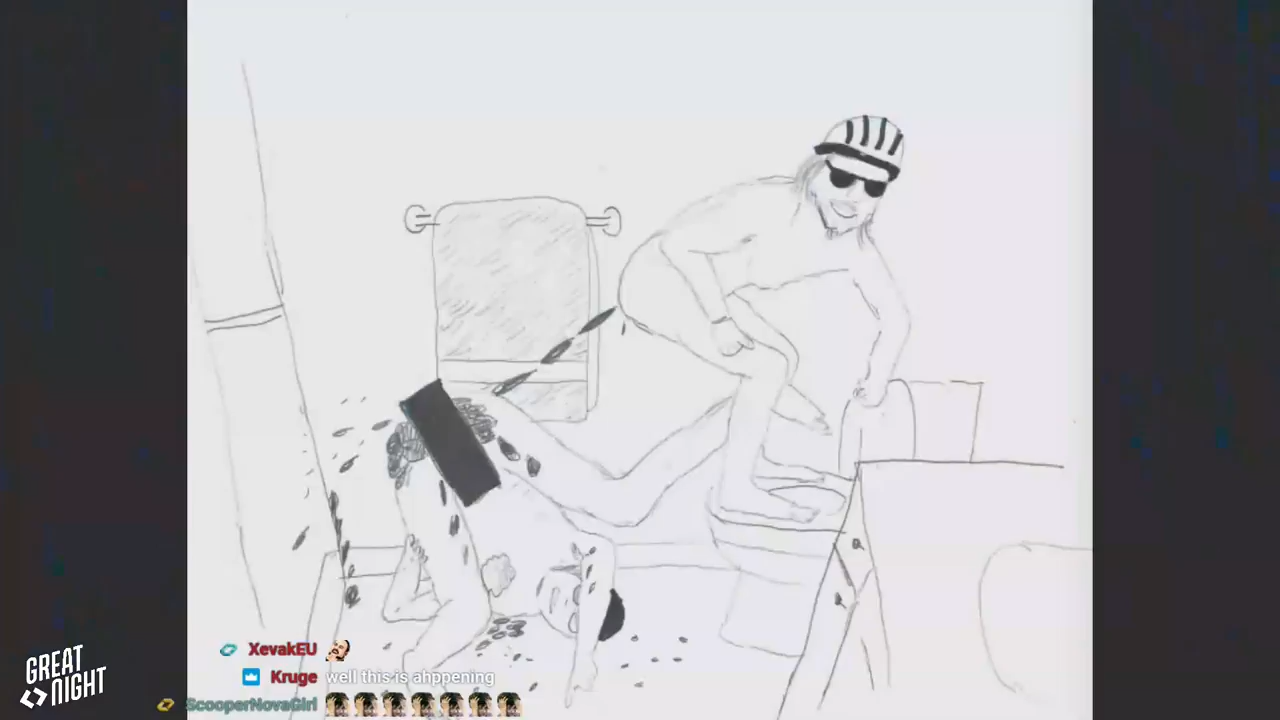 XevakEU
Kruge well this is ahppening
ScooperNovaGirl
GREAT
NIGHT